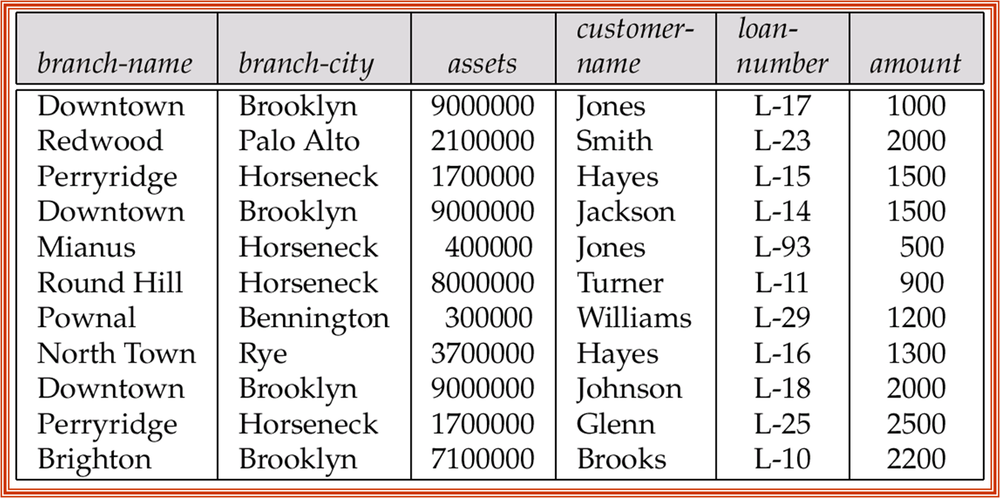 branch-name branch-city assets customer-name loan-number amount
Downtown Brooklyn 9000000 Jones L-17 1000
Redwood Palo Alto 2100000 Smith L-23 2000
Perryridge Horseneck 1700000 Hayes L-15 1500
Downtown Brooklyn 9000000 Jackson L-14 1500
Mianus Horseneck 400000 Jones L-93 500
Round Hill Horseneck 8000000 Turner L-11 900
Pownal Bennington 300000 Williams L-29 1200
North Town Rye 3700000 Hayes L-16 1300
Downtown Brooklyn 9000000 Johnson L-18 2000
Perryridge Horseneck 1700000 Glenn L-25 2500
Brighton Brooklyn 7100000 Brooks L-10 2200